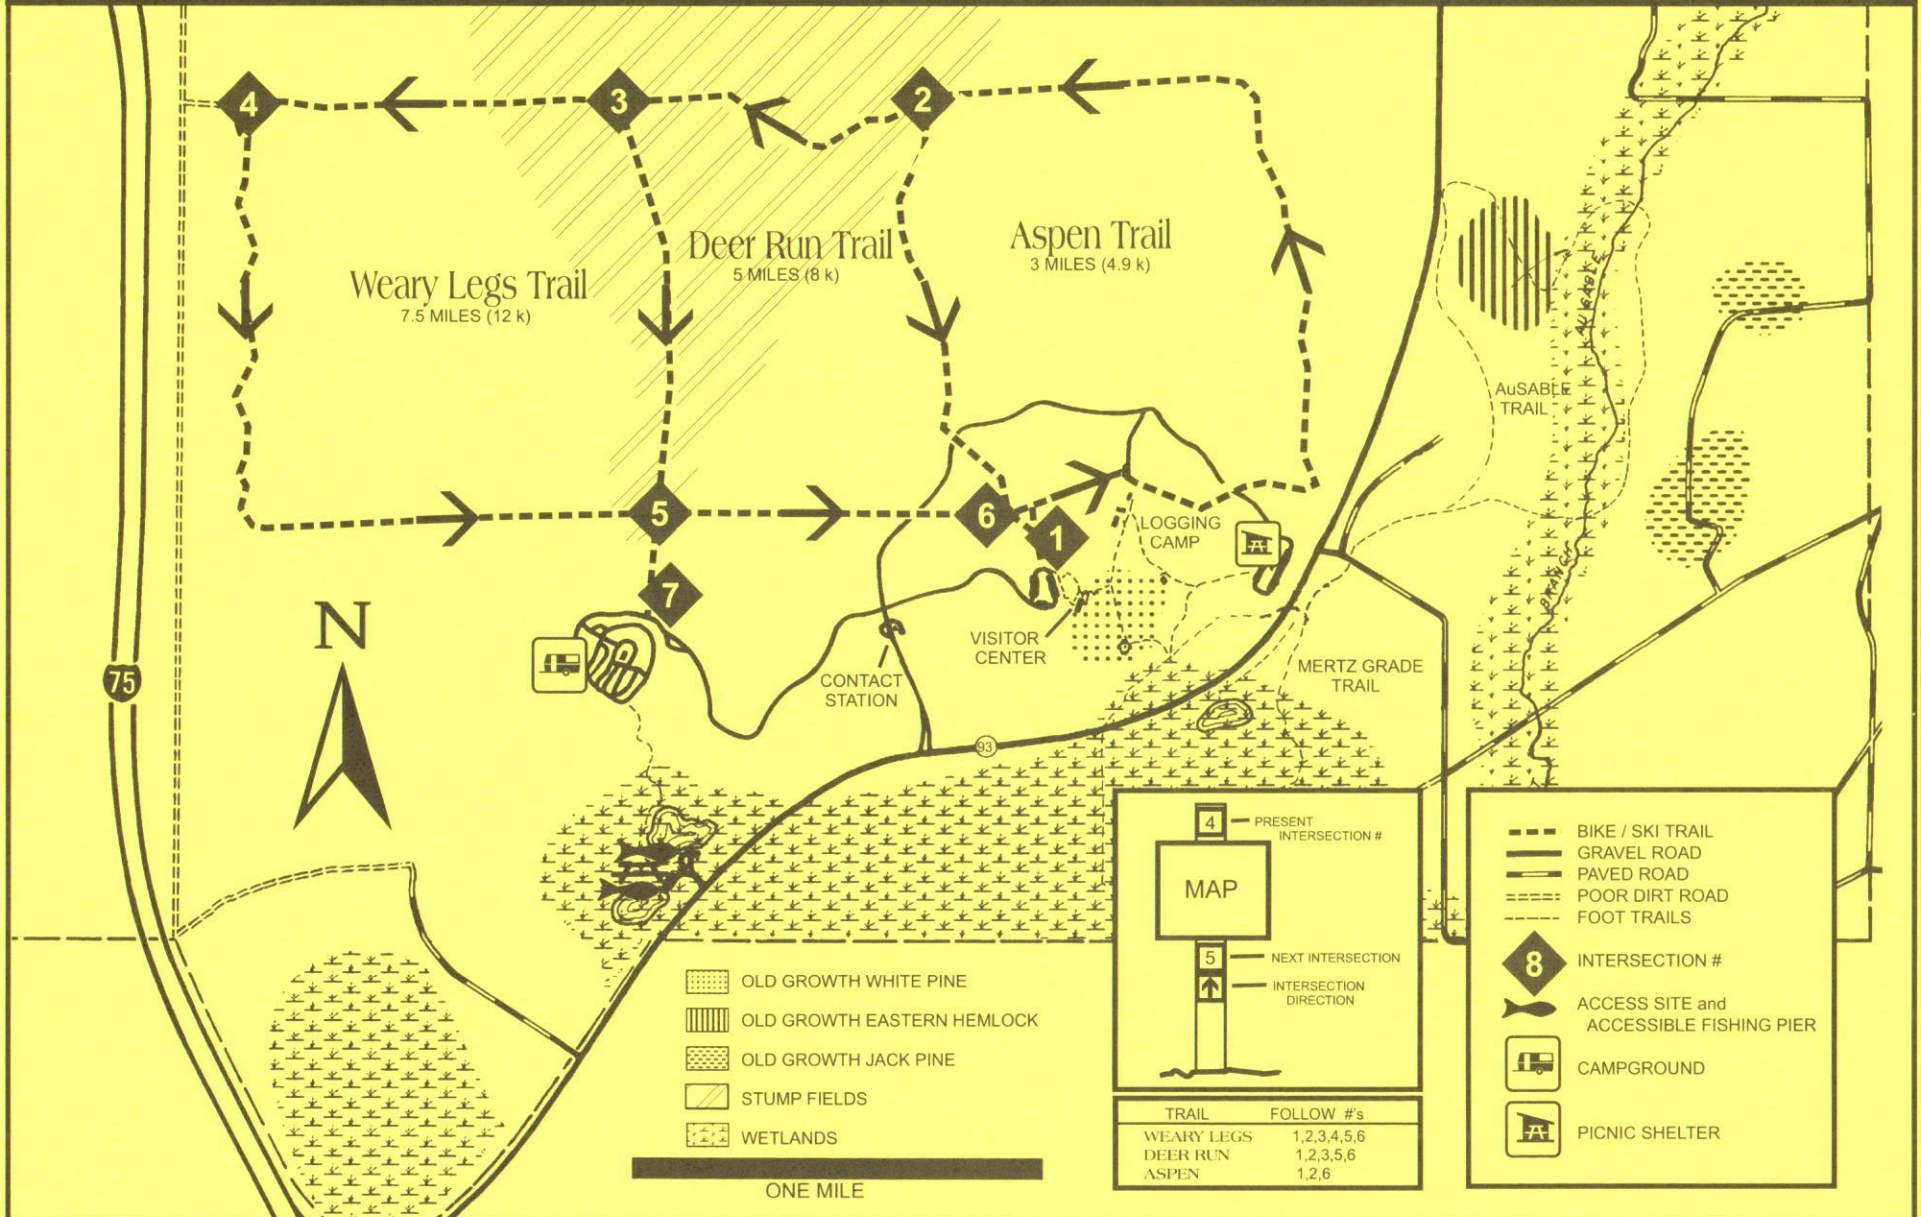 4
3
2
Weary Legs Trail
7.5 MILES (12 k)
Deer Run Trail
5 MILES (8 k)
Aspen Trail
3 MILES (4.9 k)
AU SABLE
AuSABLE
TRAIL
5
6
1
LOGGING
CAMP
7
BRANCH
N
75
VISITOR
CENTER
CONTACT
STATION
MERTZ GRADE
TRAIL
93
4
PRESENT
INTERSECTION #
MAP
5
NEXT INTERSECTION
INTERSECTION
DIRECTION
TRAIL FOLLOW #'s
WEARY LEGS 1,2,3,4,5,6
DEER RUN 1,2,3,5,6
ASPEN 1,2,6
OLD GROWTH WHITE PINE
OLD GROWTH EASTERN HEMLOCK
OLD GROWTH JACK PINE
STUMP FIELDS
WETLANDS
ONE MILE
BIKE / SKI TRAIL
GRAVEL ROAD
PAVED ROAD
POOR DIRT ROAD
FOOT TRAILS
8
INTERSECTION #
ACCESS SITE and
ACCESSIBLE FISHING PIER
CAMPGROUND
PICNIC SHELTER